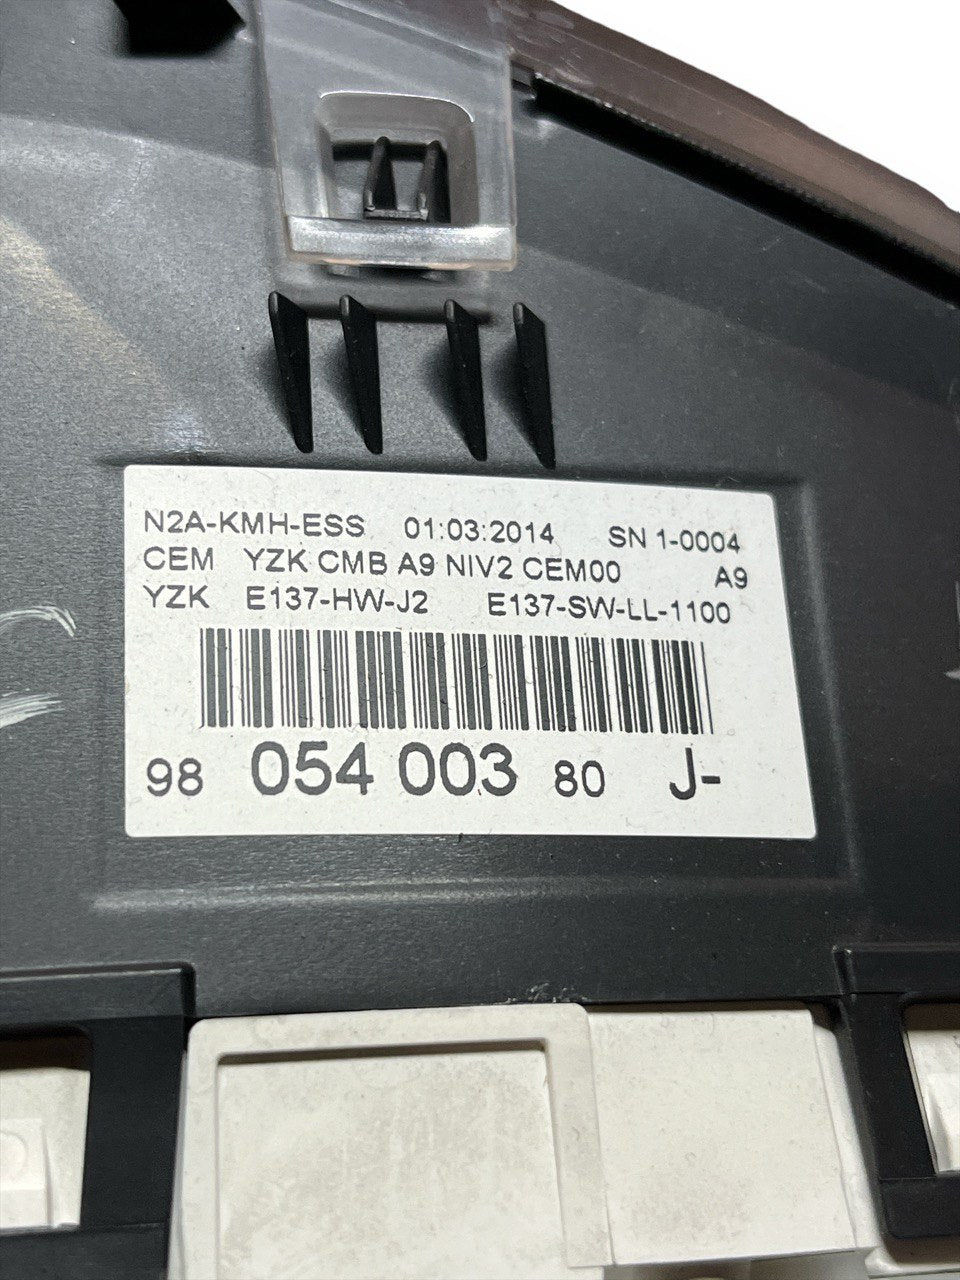 N2A-KMH-ESS 01:03:2014 SN 1-0004
CEM YZK CMB A9 NIV2 CEM00 A9
YZK E137-HW-J2 E137-SW-LL-1100
98 054 003 80 J-